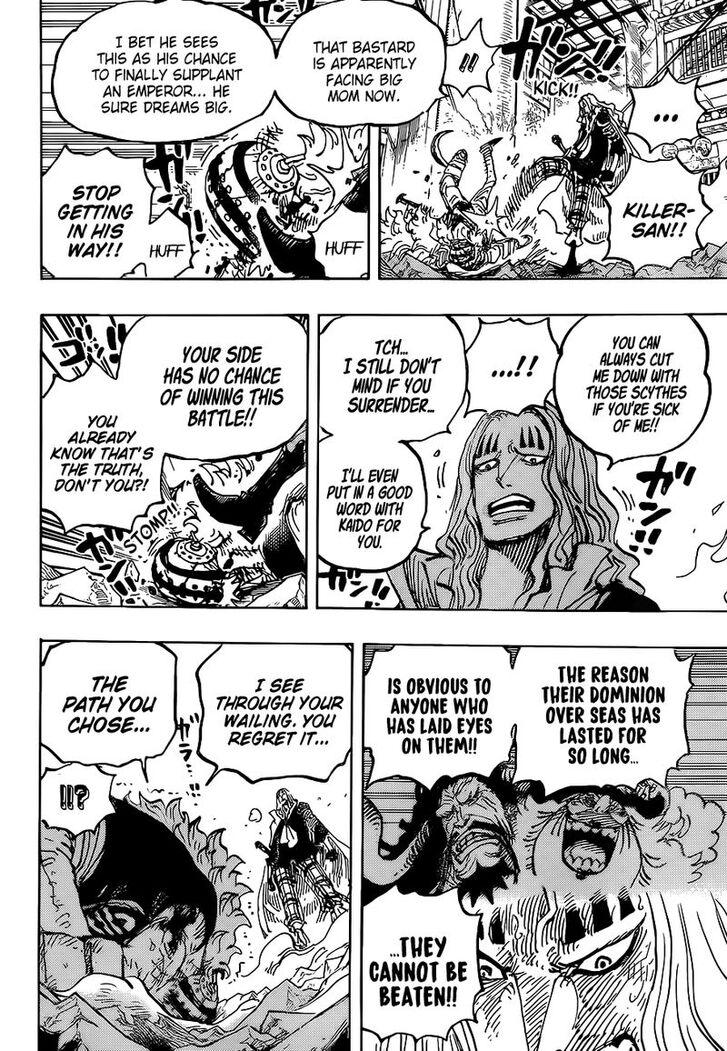 ...
KILLER-
SAN!!
KICK!!
!!
THAT BASTARD
IS APPARENTLY
FACING BIG
MOM NOW.
I BET HE SEES
THIS AS HIS CHANCE
TO FINALLY SUPPLANT
AN EMPEROR... HE
SURE DREAMS BIG.
HUFF
HUFF
STOP
GETTING
IN HIS
WAY!!
YOU CAN
ALWAYS CUT
ME DOWN WITH
THOSE SCYTHES
IF YOU'RE SICK
OF ME!!
...!!
TCH...
I STILL DON'T
MIND IF YOU
SURRENDER...
I'LL EVEN
PUT IN A GOOD
WORD WITH
KAIDO FOR
YOU.
YOUR SIDE
HAS NO CHANCE
OF WINNING THIS
BATTLE!!
YOU
ALREADY
KNOW THAT'S
THE TRUTH,
DON'T YOU?!
STOMP!!
THE REASON
THEIR DOMINION
OVER SEAS HAS
LASTED FOR
SO LONG...
IS OBVIOUS TO
ANYONE WHO
HAS LAID EYES
ON THEM!!
...THEY
CANNOT BE
BEATEN!!
I SEE
THROUGH YOUR
WAILING. YOU
REGRET IT...
THE
PATH YOU
CHOSE...
!!?